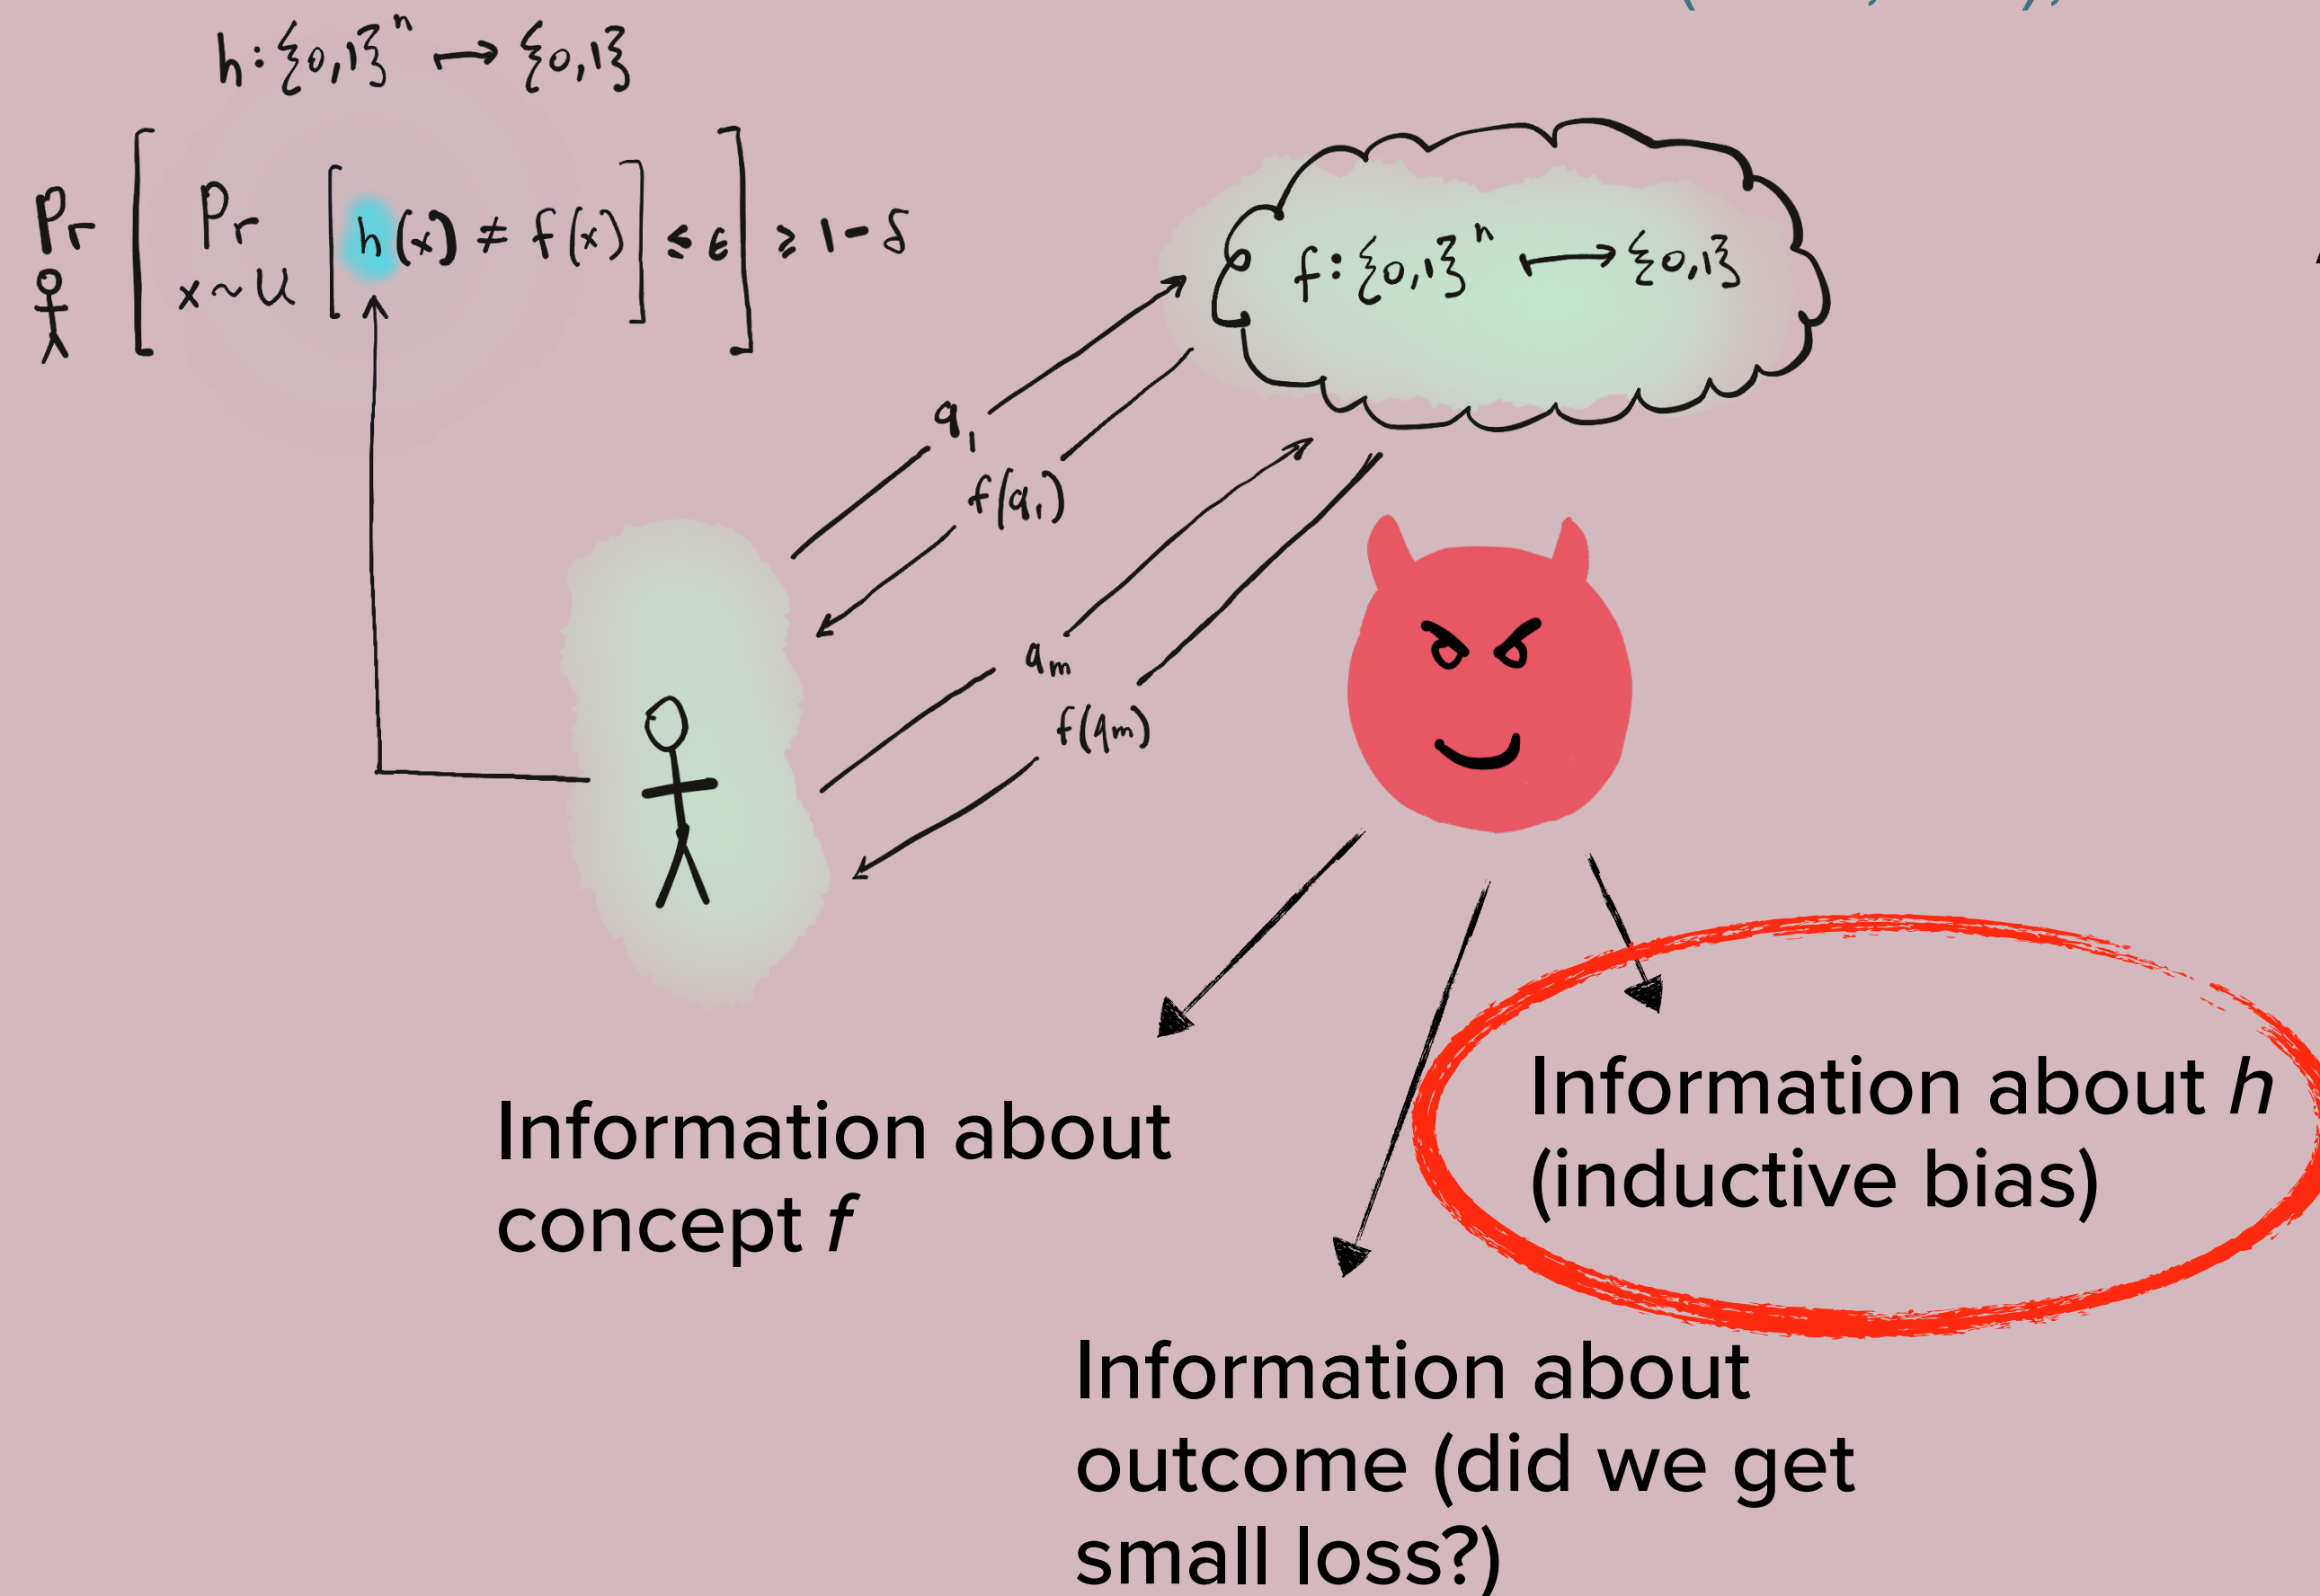 h:{0,1}ⁿ ⟶ {0,1}
Pr [ Pr x~U [ h(x) ≠ f(x) ] ≤ ϵ ] ≥ 1-δ
f:{0,1}ⁿ ⟼ {0,1}
q₁
f(q₁)
qₘ
f(qₘ)
Information about h
(inductive bias)
Information about
concept f
Information about
outcome (did we get
small loss?)